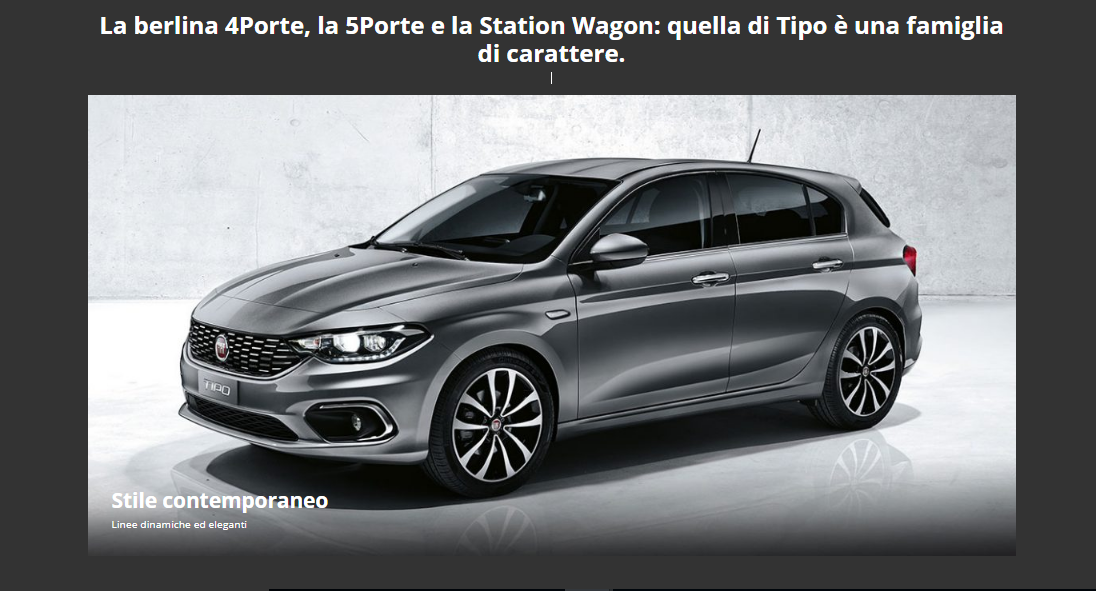 La berlina 4Porte, la 5Porte e la Station Wagon: quella di Tipo è una famiglia
di carattere.
TIPO
Stile contemporaneo
Linee dinamiche ed eleganti